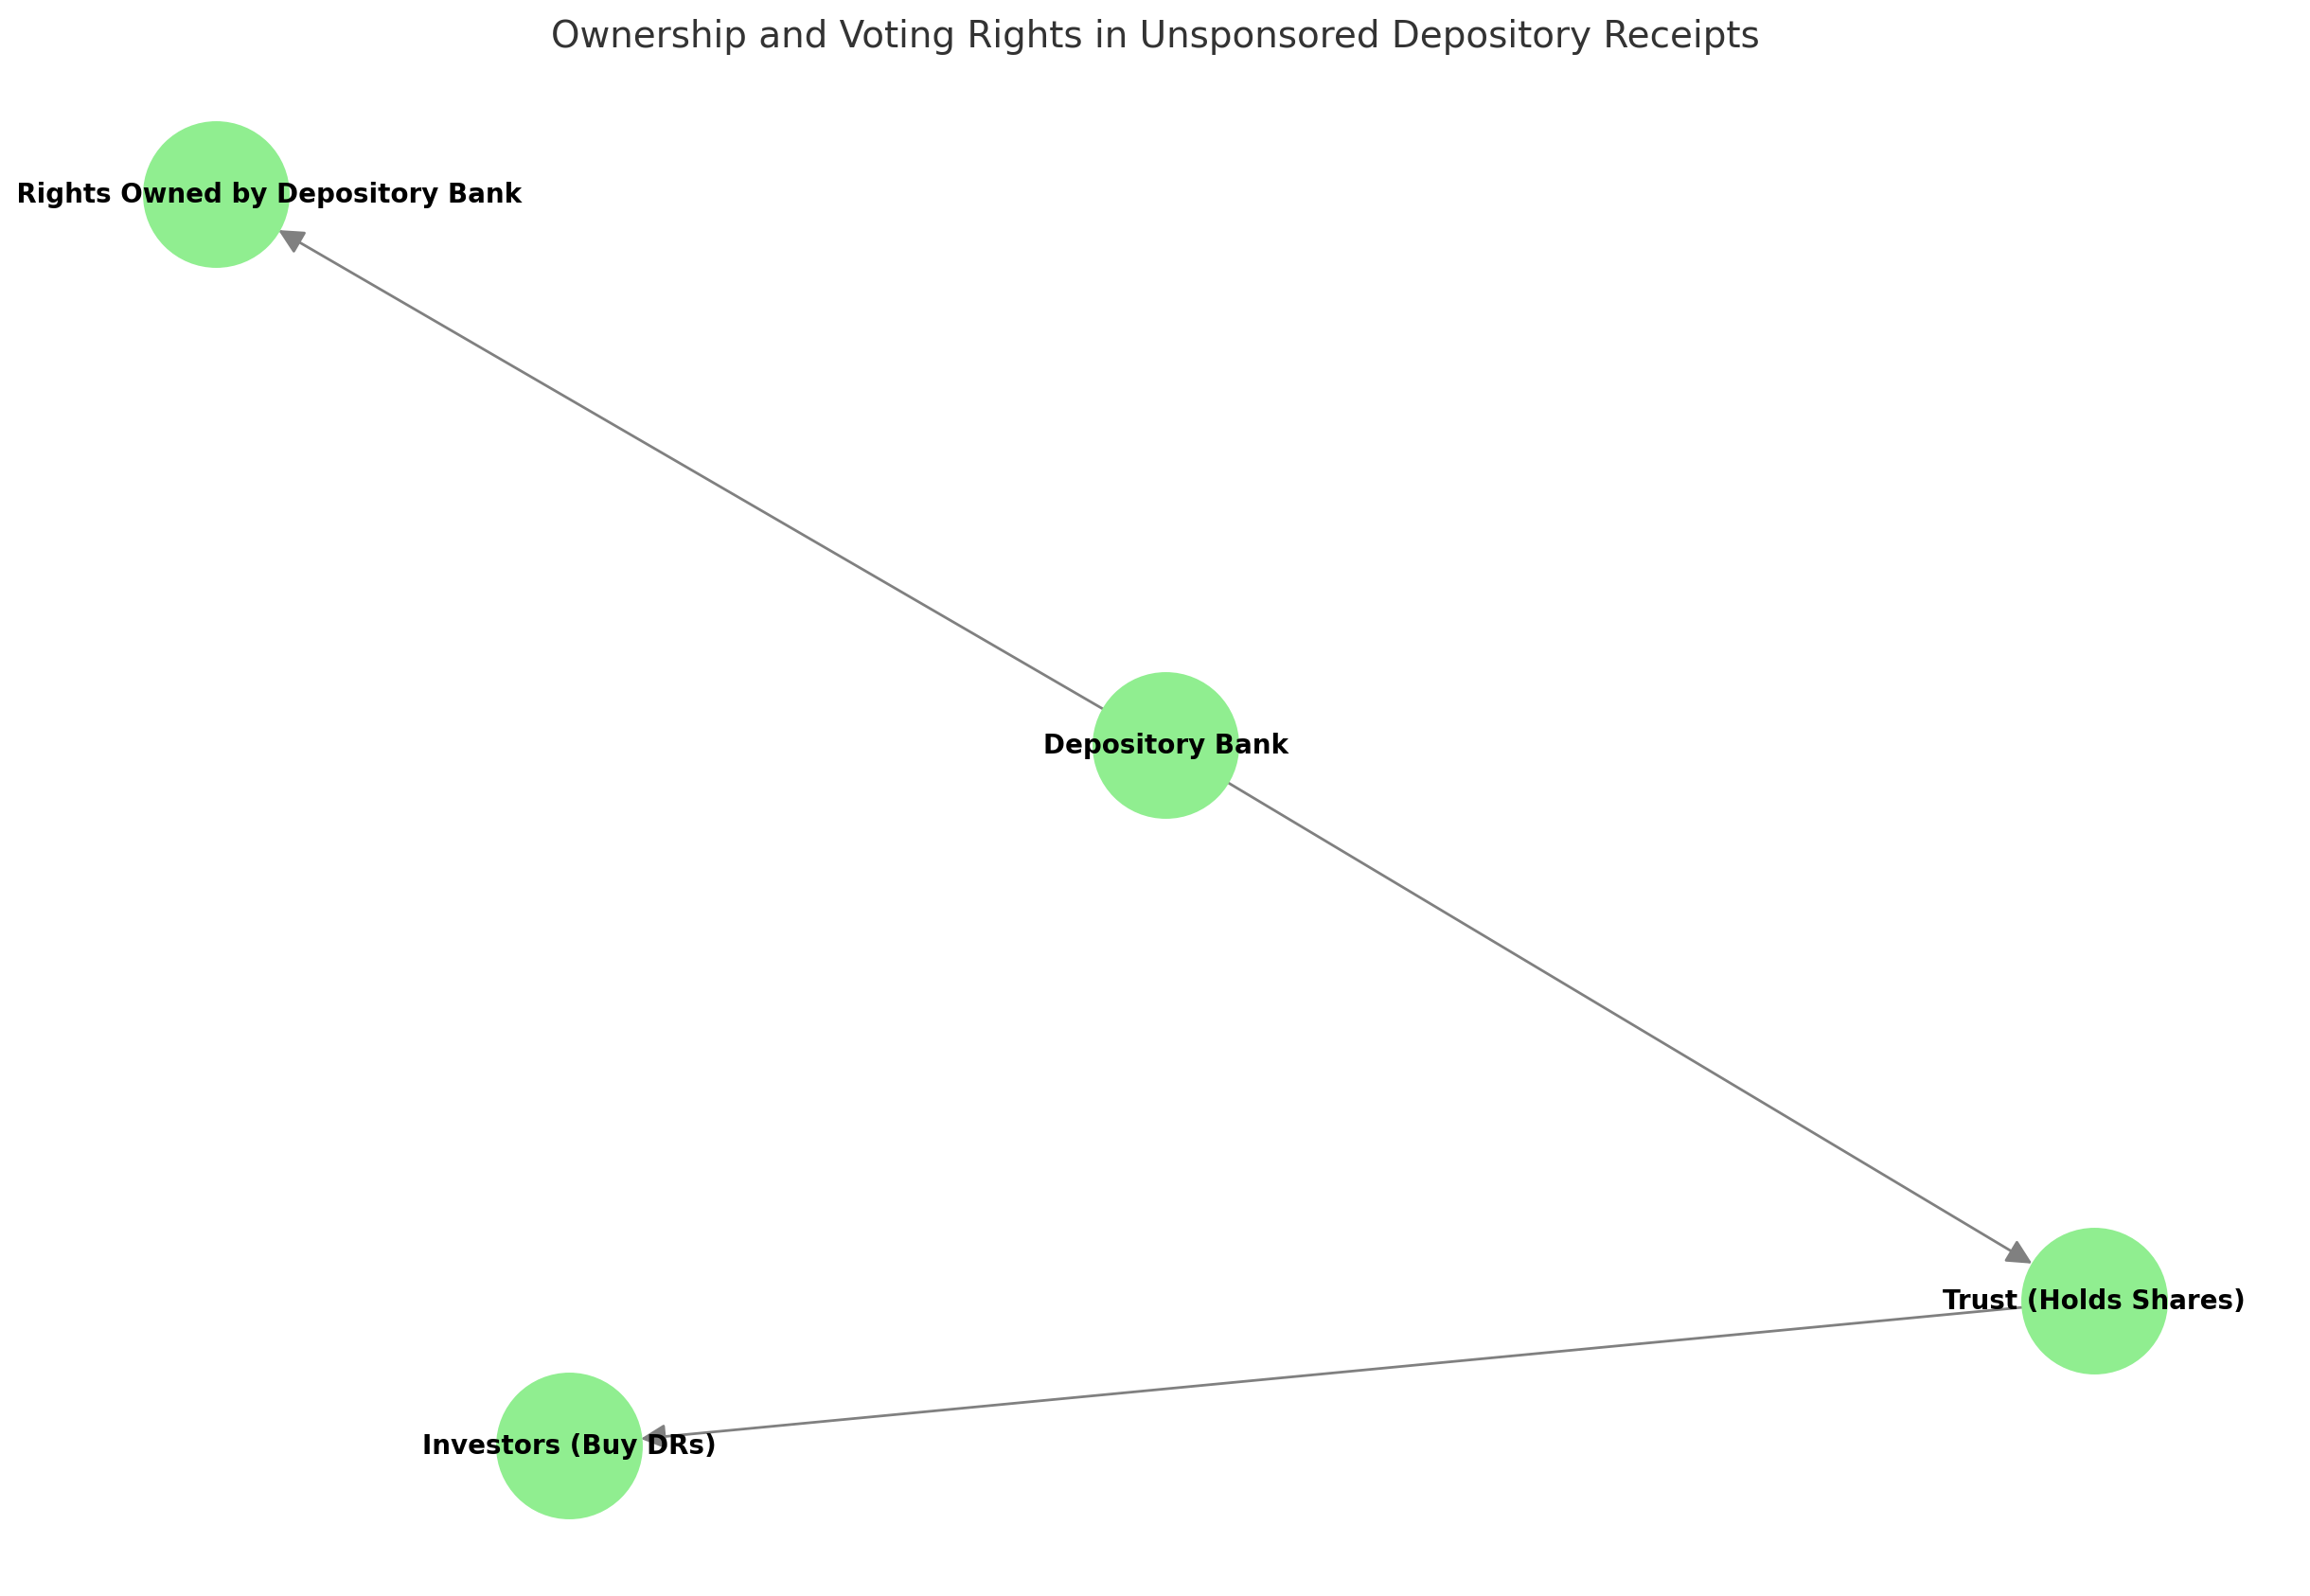 Ownership and Voting Rights in Unsponsored Depository Receipts
Rights Owned by Depository Bank
Depository Bank
Trust (Holds Shares)
Investors (Buy DRs)